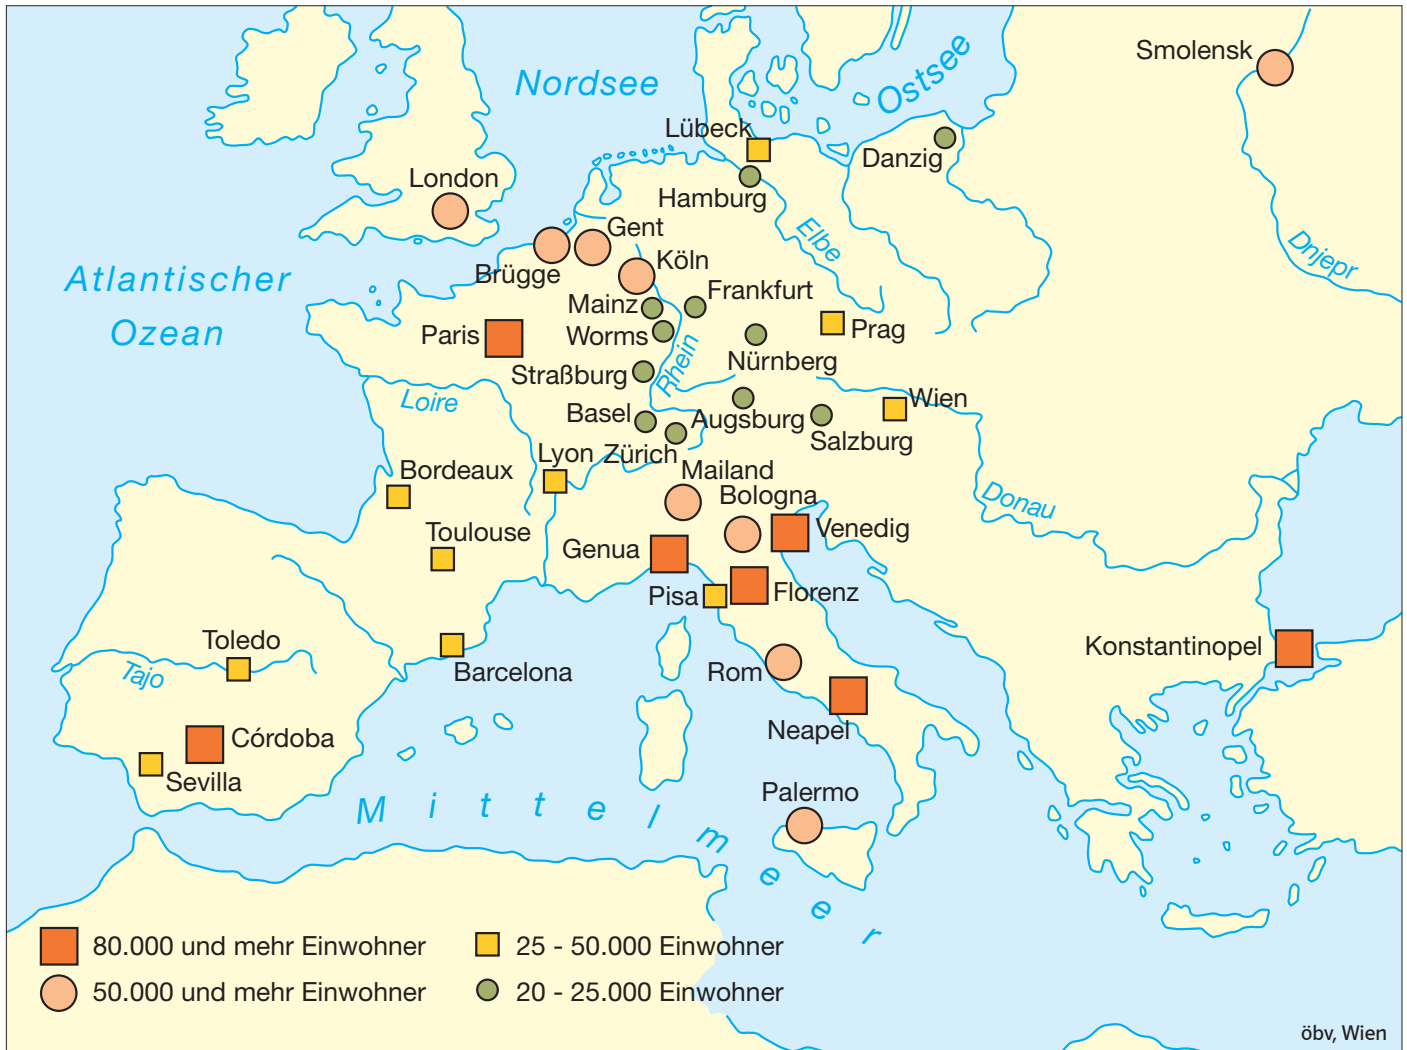 Smolensk
Nordsee
Ostsee
Lübeck
Danzig
London
Hamburg
Gent
Elbe
Dnjepr
Brügge
Köln
Atlantischer
Ozean
Mainz
Frankfurt
Paris
Worms
Prag
Nürnberg
Rhein
Straßburg
Loire
Wien
Basel
Augsburg
Salzburg
Lyon
Zürich
Bordeaux
Mailand
Bologna
Donau
Toulouse
Venedig
Genua
Pisa
Florenz
Toledo
Konstantinopel
Tajo
Barcelona
Rom
Neapel
Córdoba
Sevilla
Palermo
Mittelmeer
80.000 und mehr Einwohner
25 - 50.000 Einwohner
50.000 und mehr Einwohner
20 - 25.000 Einwohner
öbv, Wien